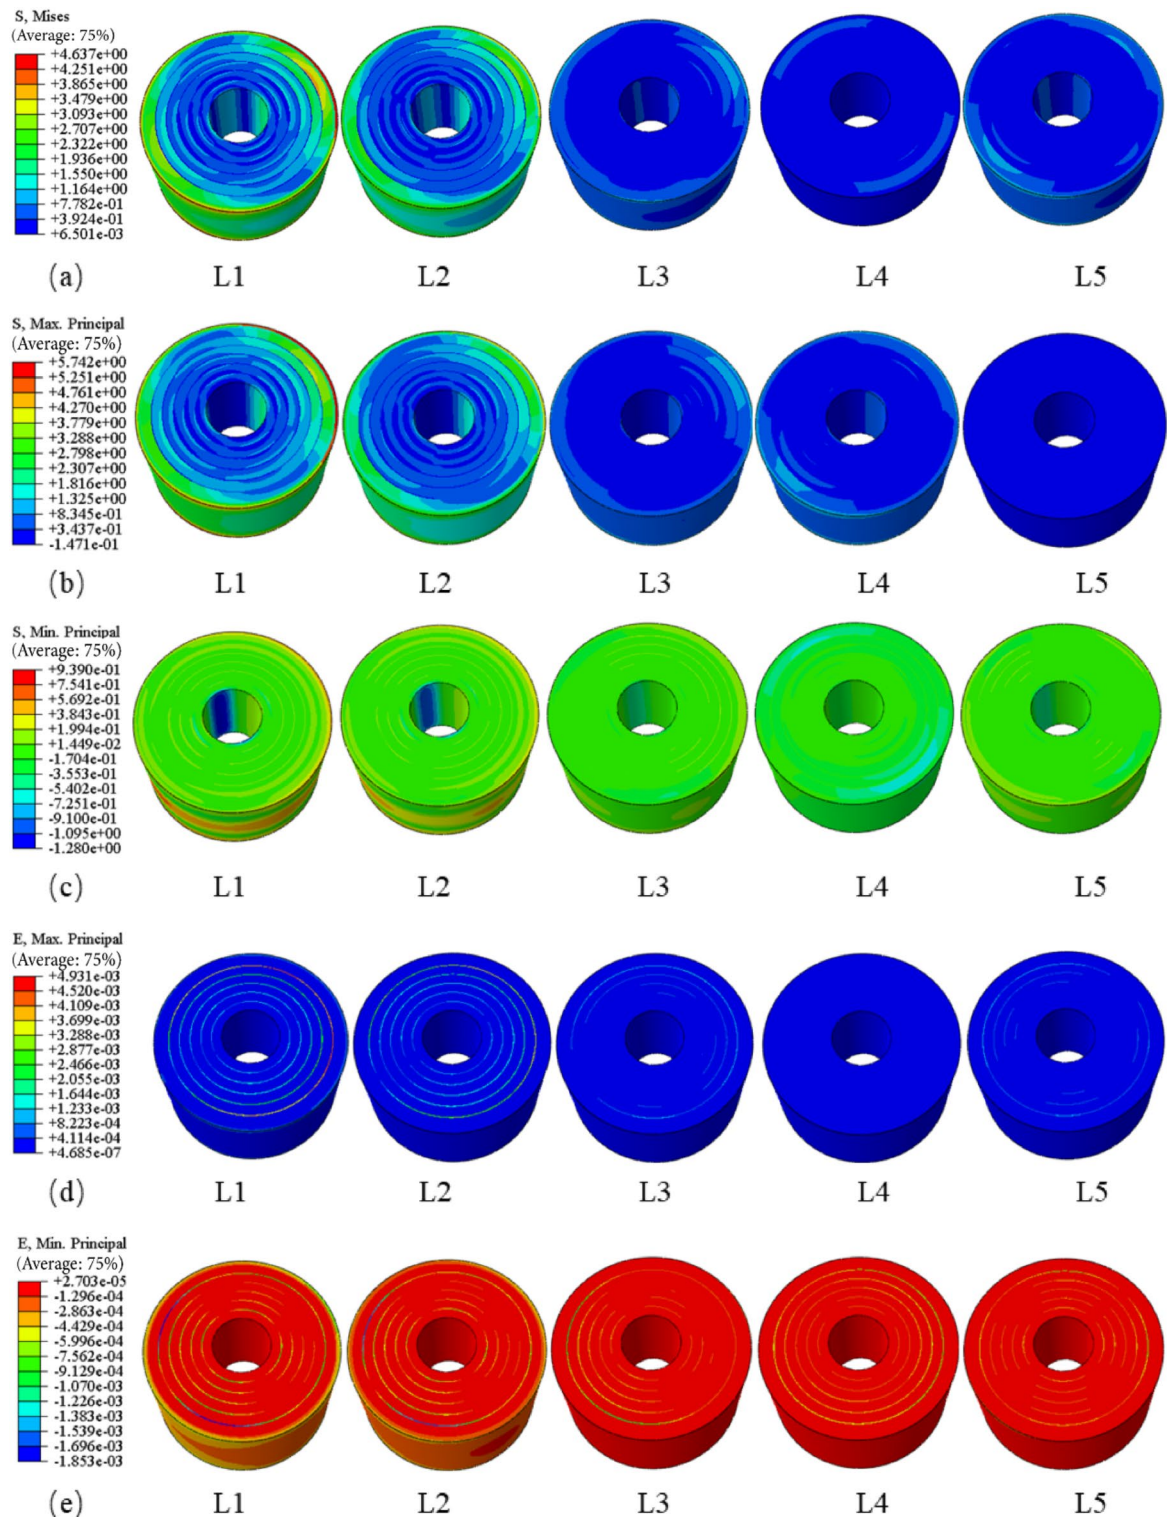 S, Mises
(Average: 75%)
+4.637e+00
+4.251e+00
+3.865e+00
+3.479e+00
+3.093e+00
+2.707e+00
+2.322e+00
+1.936e+00
+1.550e+00
+1.164e+00
+7.782e-01
+3.924e-01
+6.501e-03
(a) L1 L2 L3 L4 L5
S, Max. Principal
(Average: 75%)
+5.742e+00
+5.251e+00
+4.761e+00
+4.270e+00
+3.779e+00
+3.288e+00
+2.798e+00
+2.307e+00
+1.816e+00
+1.325e+00
+8.345e-01
+3.437e-01
-1.471e-01
(b) L1 L2 L3 L4 L5
S, Min. Principal
(Average: 75%)
+9.390e-01
+7.541e-01
+5.692e-01
+3.843e-01
+1.994e-01
+1.449e-02
-1.704e-01
-3.553e-01
-5.402e-01
-7.251e-01
-9.100e-01
-1.095e+00
-1.280e+00
(c) L1 L2 L3 L4 L5
E, Max. Principal
(Average: 75%)
+4.931e-03
+4.520e-03
+4.109e-03
+3.699e-03
+3.288e-03
+2.877e-03
+2.466e-03
+2.055e-03
+1.644e-03
+1.233e-03
+8.223e-04
+4.114e-04
+4.685e-07
(d) L1 L2 L3 L4 L5
E, Min. Principal
(Average: 75%)
+2.703e-05
-1.296e-04
-2.863e-04
-4.429e-04
-5.996e-04
-7.562e-04
-9.129e-04
-1.070e-03
-1.226e-03
-1.383e-03
-1.539e-03
-1.696e-03
-1.853e-03
(e) L1 L2 L3 L4 L5